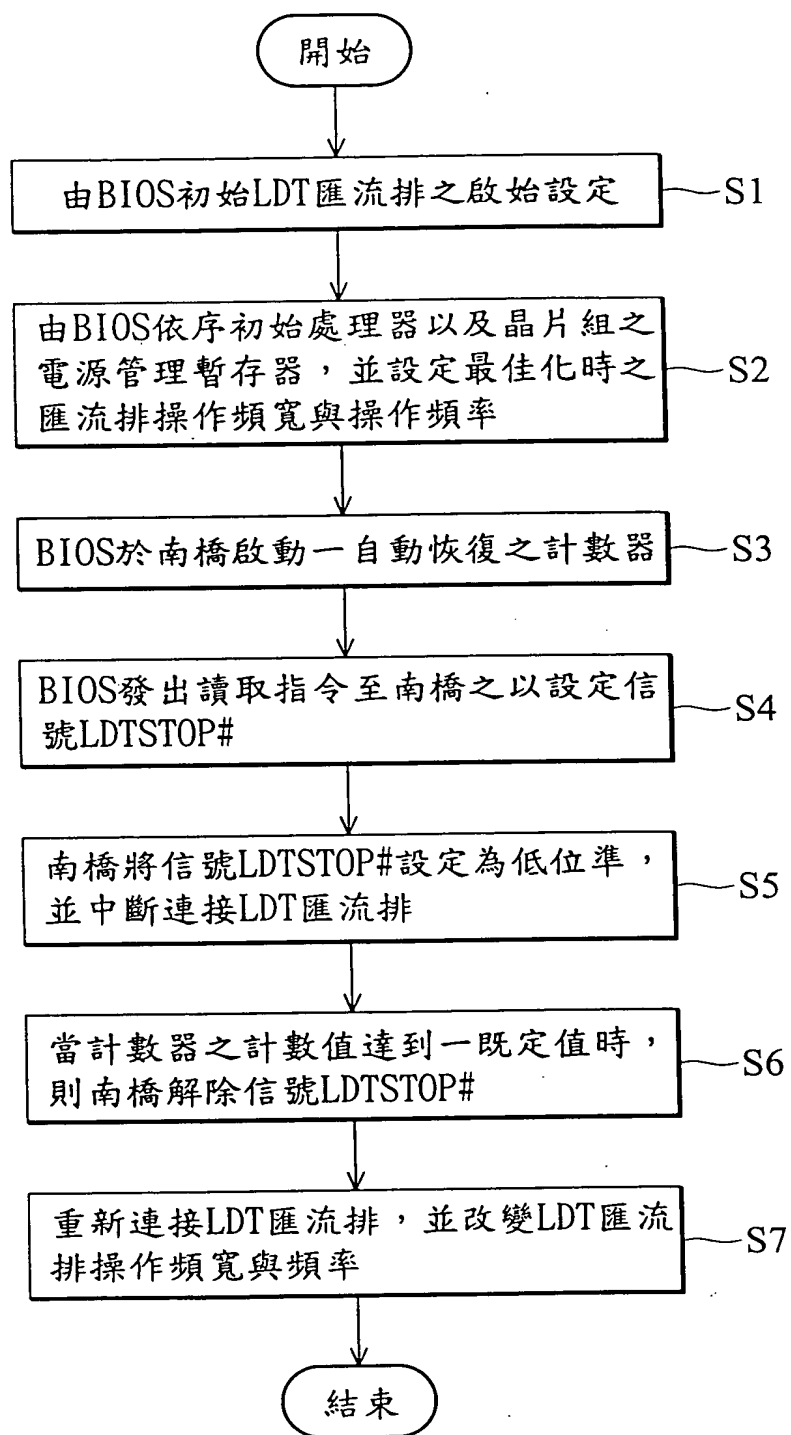 開始
由BIOS初始LDT匯流排之啟始設定
S1
由BIOS依序初始處理器以及晶片組之
電源管理暫存器，並設定最佳化時之
匯流排操作頻寬與操作頻率
S2
BIOS於南橋啟動一自動恢復之計數器
S3
BIOS發出讀取指令至南橋之以設定信
號LDTSTOP#
S4
南橋將信號LDTSTOP#設定為低位準，
並中斷連接LDT匯流排
S5
當計數器之計數值達到一既定值時，
則南橋解除信號LDTSTOP#
S6
重新連接LDT匯流排，並改變LDT匯流
排操作頻寬與頻率
S7
結束